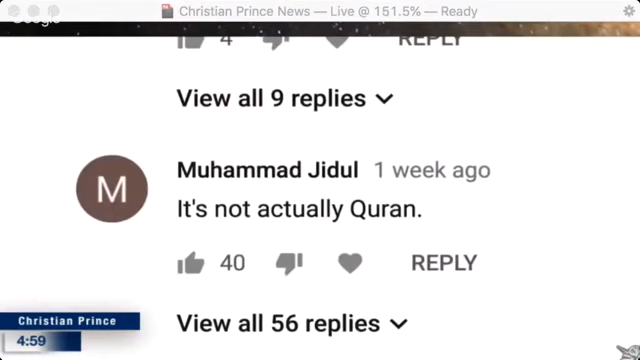 Christian Prince News — Live @ 151.5% — Ready
4 REPLY
View all 9 replies
Muhammad Jidul 1 week ago
M
It's not actually Quran.
40 REPLY
Christian Prince
View all 56 replies
4:59